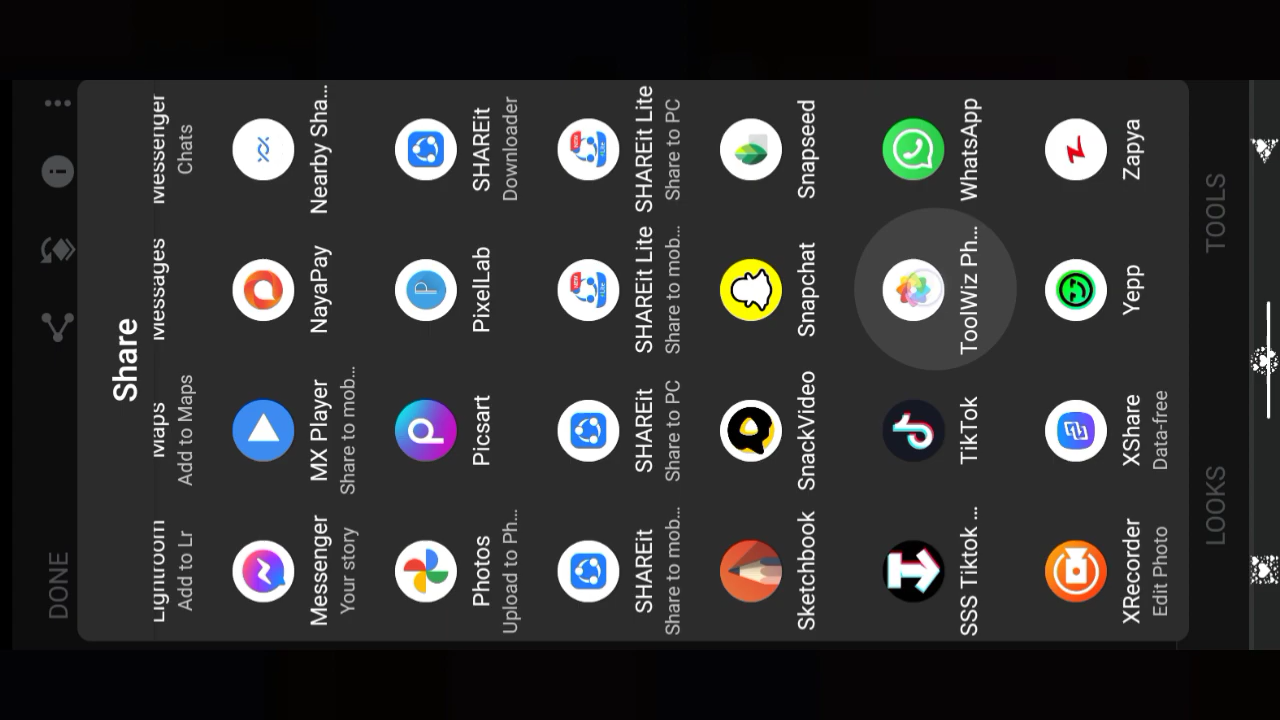 DONE
Share
Lightroom
Add to Lr
Maps
Add to Maps
Messages
Messenger
Chats
Messenger
Your story
MX Player
Share to mob...
NayaPay
Nearby Sha...
Photos
Upload to Ph...
Picsart
PixelLab
SHAREit
Downloader
SHAREit
Share to mob...
SHAREit
Share to PC
SHAREit Lite
Share to mob...
SHAREit Lite
Share to PC
Sketchbook
SnackVideo
Snapchat
Snapseed
SSS Tiktok ...
TikTok
ToolWiz Ph...
WhatsApp
XRecorder
Edit Photo
XShare
Data-free
Yepp
Zapya
LOOKS
TOOLS